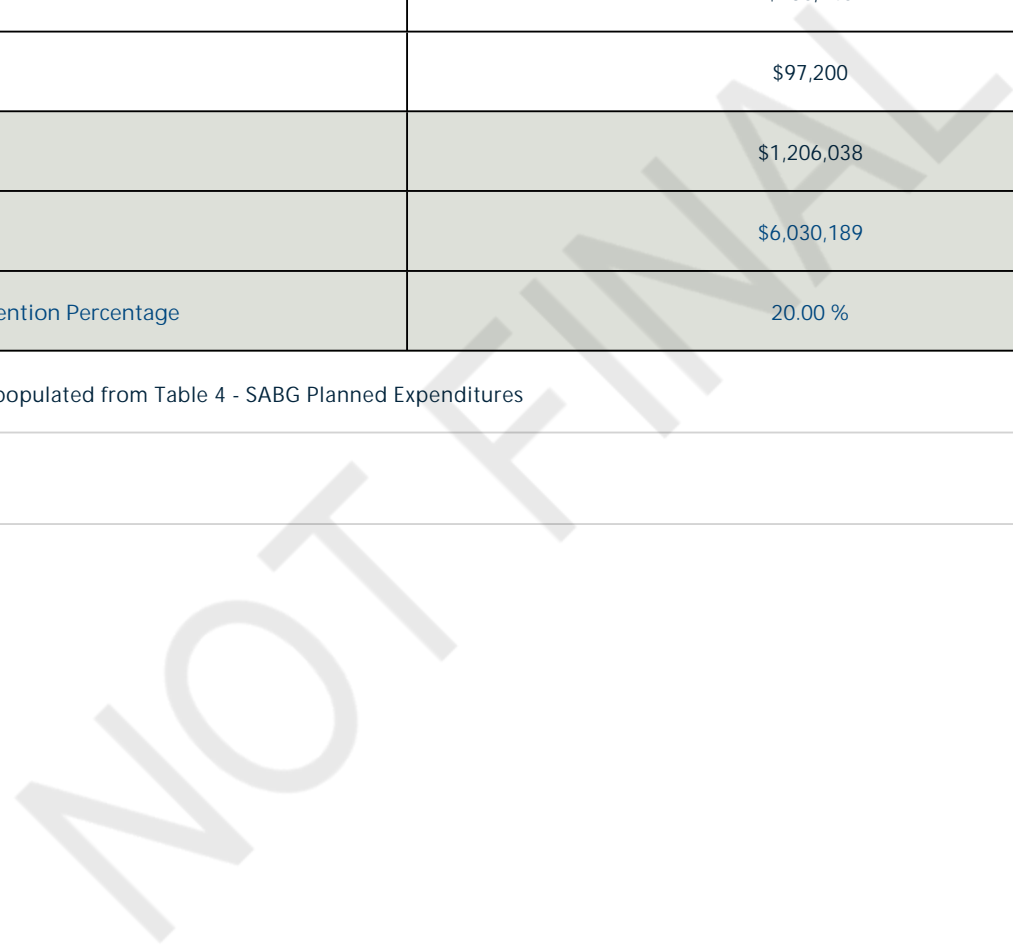 $97,200
$1,206,038
$6,030,189
ention Percentage 20.00 %
populated from Table 4 - SABG Planned Expenditures
NOT FINAL